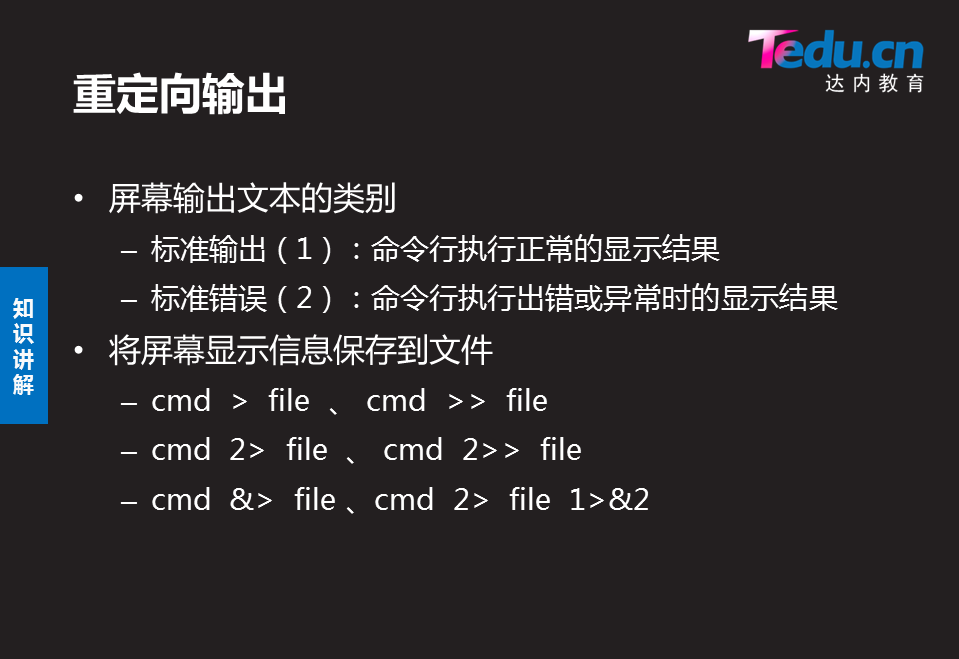 Tedu.cn
达内教育
重定向输出
• 屏幕输出文本的类别
– 标准输出（1）：命令行执行正常的显示结果
– 标准错误（2）：命令行执行出错或异常时的显示结果
知识讲解
• 将屏幕显示信息保存到文件
– cmd > file 、 cmd >> file
– cmd 2> file 、 cmd 2>> file
– cmd &> file 、cmd 2> file 1>&2